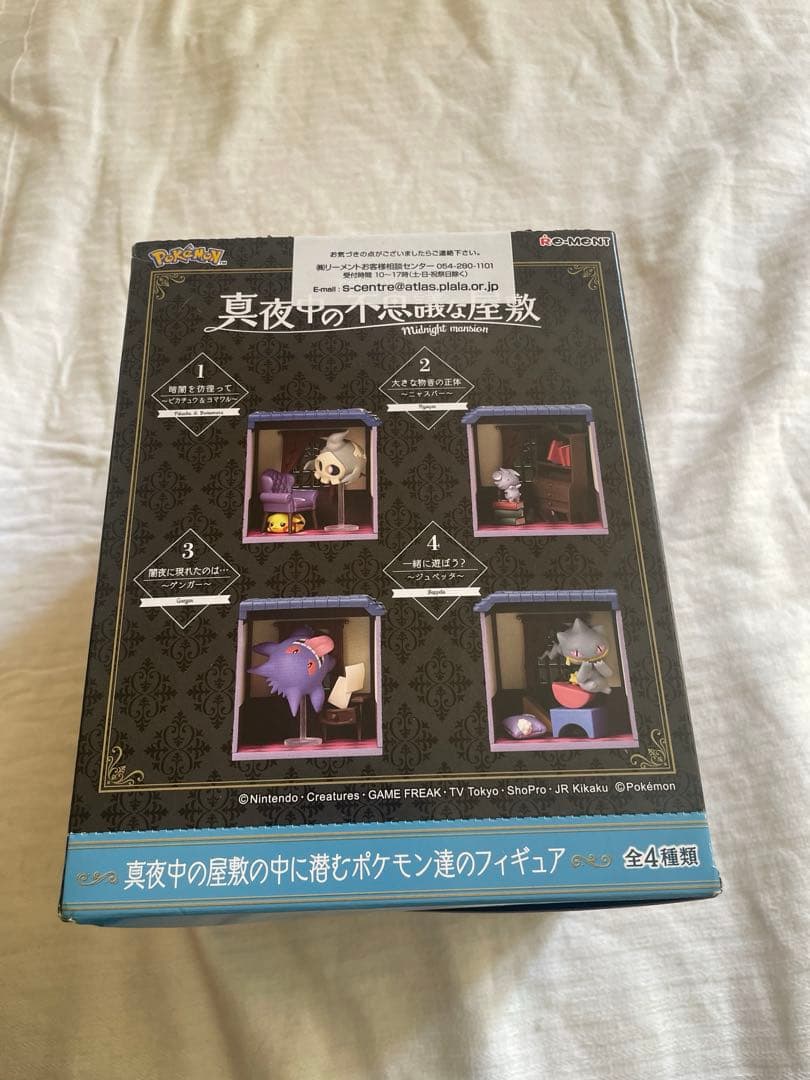 Pokémon™
Re-MeNT
お気づきの点がございましたらご連絡下さい。
㈱リーメントお客様相談センター 054-280-1101
受付時間 10〜17時(土・日・祝祭日除く)
E-mail : s-centre@atlas.plala.or.jp
真夜中の不思議な屋敷
Midnight mansion
1
暗闇を彷徨って
〜ピカチュウ&ヨマワル〜
2
大きな物音の正体
〜ニャスパー〜
3
闇夜に現れたのは…
〜ゲンガー〜
4
一緒に遊ぼう?
〜ジュペッタ〜
©Nintendo・Creatures・GAME FREAK・TV Tokyo・ShoPro・JR Kikaku ©Pokémon
真夜中の屋敷の中に潜むポケモン達のフィギュア
全4種類